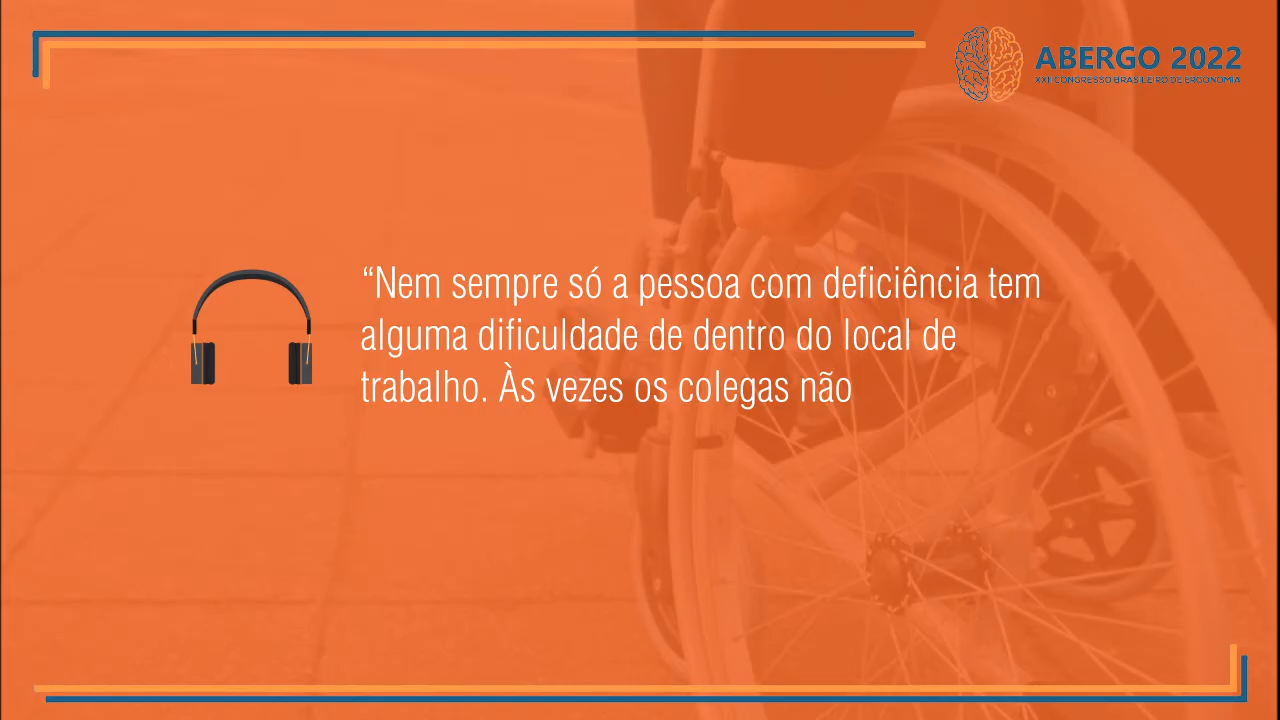 ABERGO 2022
XXII CONGRESSO BRASILEIRO DE ERGONOMIA
“Nem sempre só a pessoa com deficiência tem
alguma dificuldade de dentro do local de
trabalho. Às vezes os colegas não